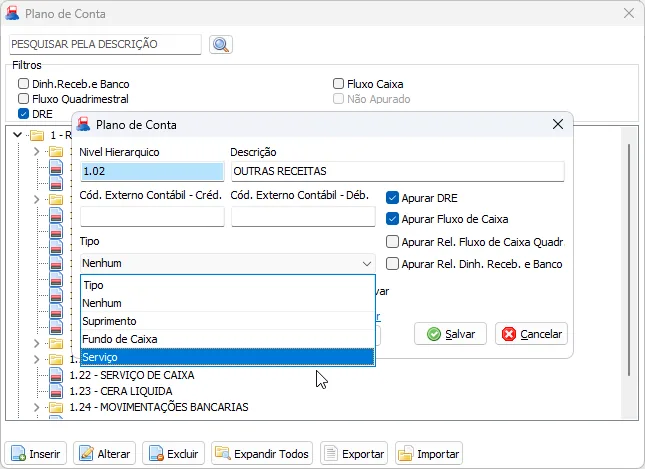 Plano de Conta
PESQUISAR PELA DESCRIÇÃO
Filtros
Dinh.Receb.e Banco
Fluxo Caixa
Fluxo Quadrimestral
Não Apurado
DRE
Plano de Conta
Nivel Hierarquico
Descrição
1.02
OUTRAS RECEITAS
Cód. Externo Contábil - Créd.
Cód. Externo Contábil - Déb.
Apurar DRE
Apurar Fluxo de Caixa
Apurar Rel. Fluxo de Caixa Quadr
Apurar Rel. Dinh. Receb. e Banco
Tipo
Nenhum
Tipo
Nenhum
Suprimento
Fundo de Caixa
Serviço
Salvar
Cancelar
1.22 - SERVIÇO DE CAIXA
1.23 - CERA LIQUIDA
1.24 - MOVIMENTAÇÕES BANCARIAS
Inserir
Alterar
Excluir
Expandir Todos
Exportar
Importar